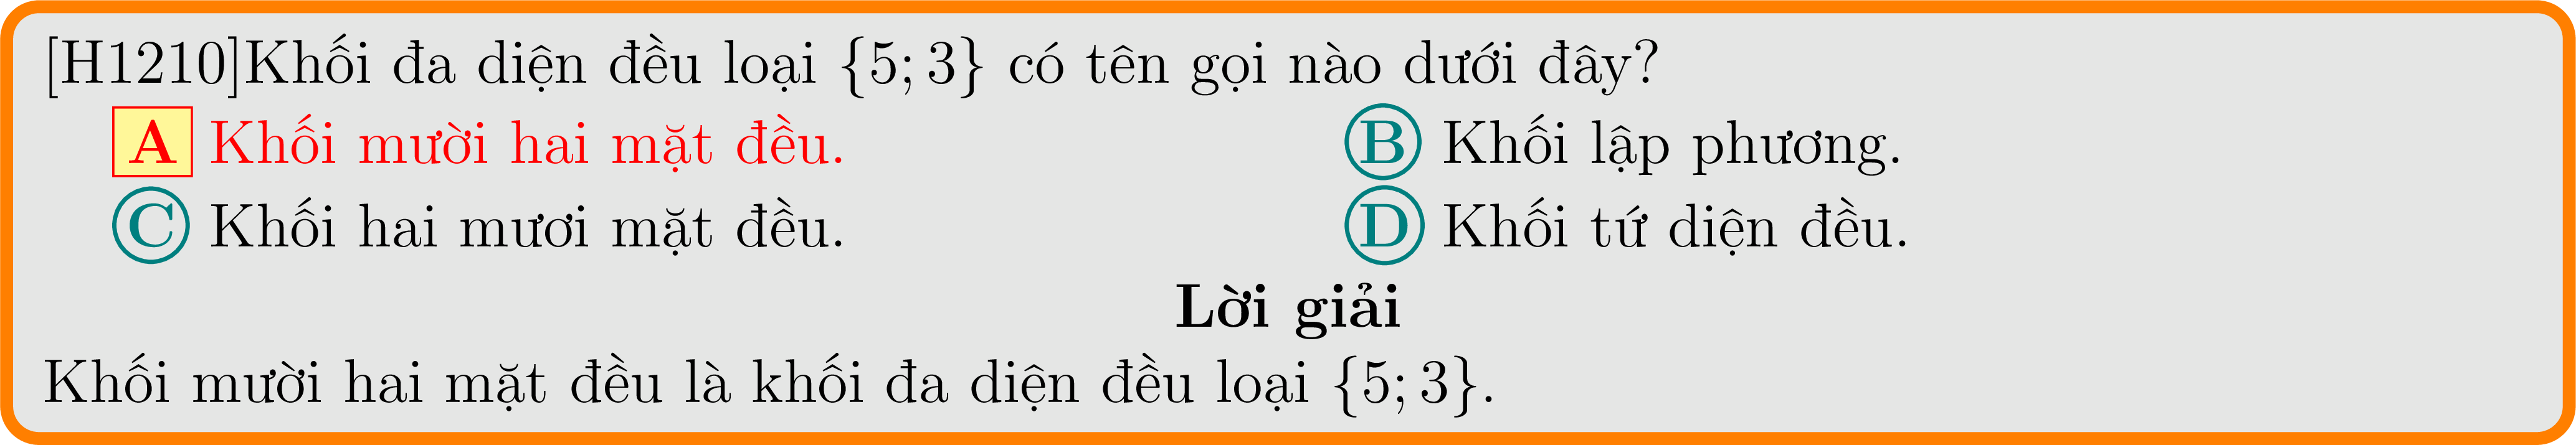 [H1210]Khối đa diện đều loại {5; 3} có tên gọi nào dưới đây?
A Khối mười hai mặt đều. B Khối lập phương.
C Khối hai mươi mặt đều. D Khối tứ diện đều.
Lời giải
Khối mười hai mặt đều là khối đa diện đều loại {5; 3}.